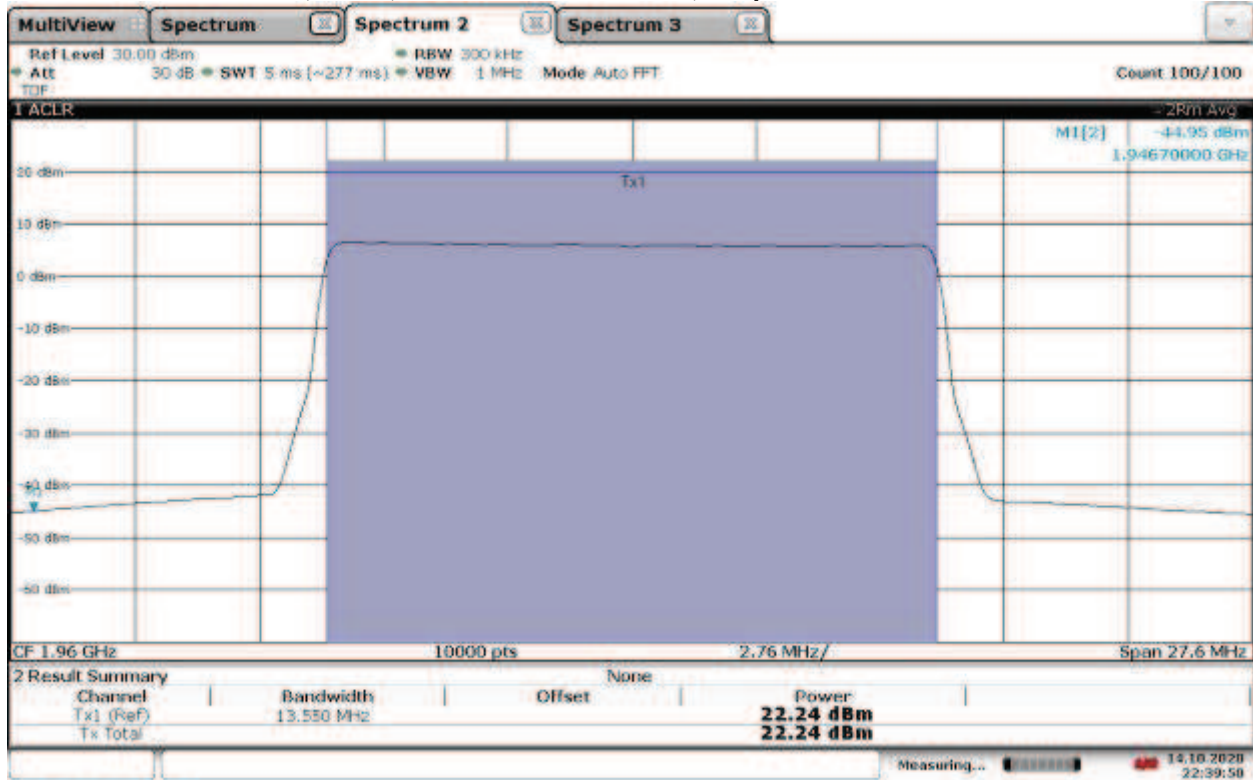 MultiView Spectrum Spectrum 2 Spectrum 3
Ref Level 30.00 dBm RBW 300 kHz
Att 30 dB SWT 5 ms (~277 ms) VBW 1 MHz Mode Auto FFT Count 100/100
TDF
1 ACLR 2Rm Avg
M1[2] -44.95 dBm
1.94670000 GHz
20 dBm
Tx1
10 dBm
0 dBm
-10 dBm
-20 dBm
-30 dBm
-40 dBm
-50 dBm
-60 dBm
CF 1.96 GHz 10000 pts 2.76 MHz/ Span 27.6 MHz
2 Result Summary None
Channel Bandwidth Offset Power
Tx1 (Ref) 13.550 MHz 22.24 dBm
Tx Total 22.24 dBm
Measuring... 14.10.2020
22:39:50